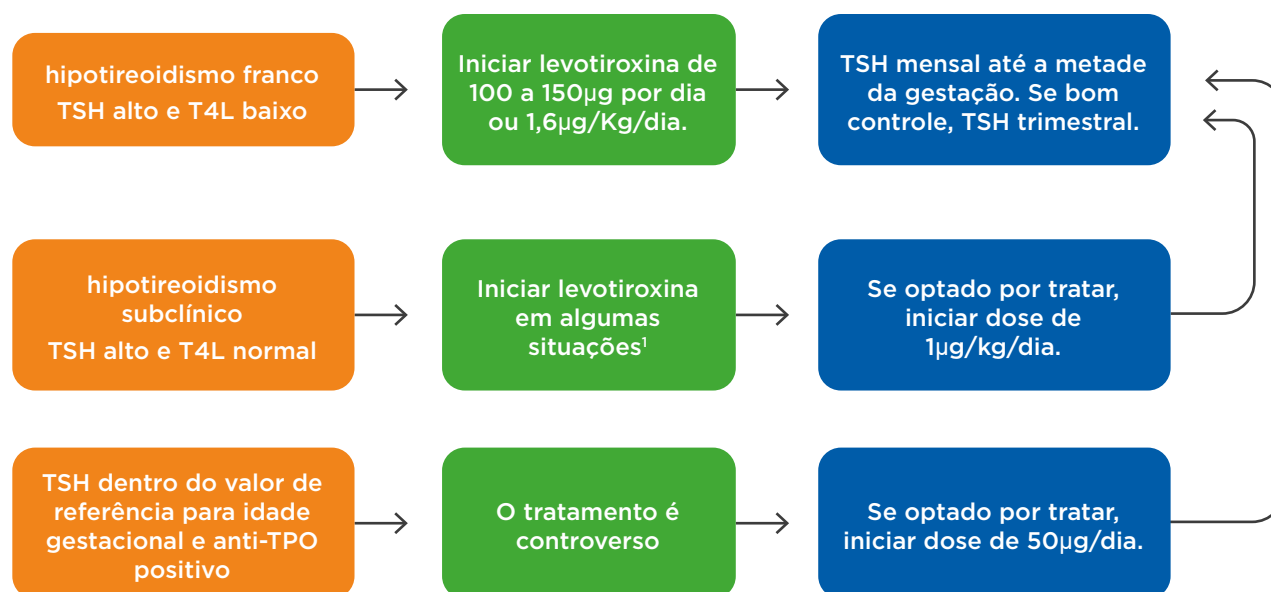 hipotireoidismo franco
TSH alto e T4L baixo
Iniciar levotiroxina de
100 a 150µg por dia
ou 1,6µg/Kg/dia.
TSH mensal até a metade
da gestação. Se bom
controle, TSH trimestral.
hipotireoidismo
subclínico
TSH alto e T4L normal
Iniciar levotiroxina
em algumas
situações¹
Se optado por tratar,
iniciar dose de
1µg/kg/dia.
TSH dentro do valor de
referência para idade
gestacional e anti-TPO
positivo
O tratamento é
controverso
Se optado por tratar,
iniciar dose de 50µg/dia.